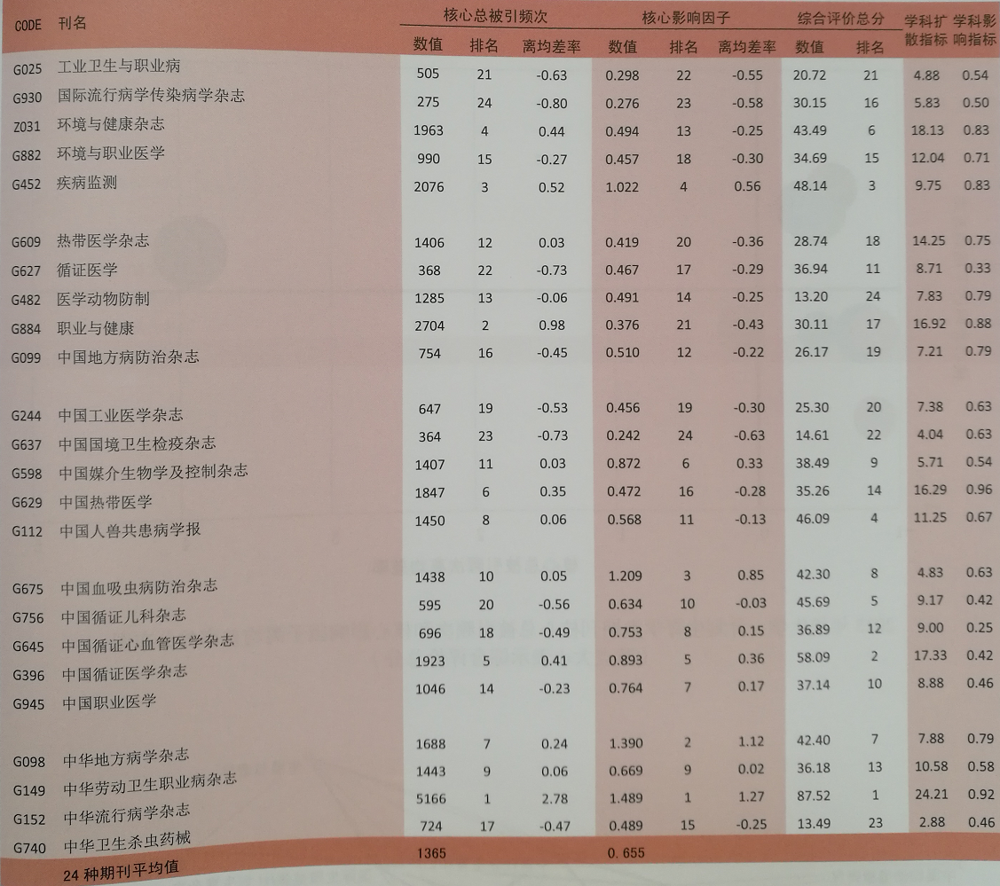 CODE 刊名 核心总被引频次 核心影响因子 综合评价总分 学科扩散指标 学科影响指标
数值 排名 离均差率 数值 排名 离均差率 数值 排名
G025 工业卫生与职业病 505 21 -0.63 0.298 22 -0.55 20.72 21 4.88 0.54
G930 国际流行病学传染病学杂志 275 24 -0.80 0.276 23 -0.58 30.15 16 5.83 0.50
Z031 环境与健康杂志 1963 4 0.44 0.494 13 -0.25 43.49 6 18.13 0.83
G882 环境与职业医学 990 15 -0.27 0.457 18 -0.30 34.69 15 12.04 0.71
G452 疾病监测 2076 3 0.52 1.022 4 0.56 48.14 3 9.75 0.83
G609 热带医学杂志 1406 12 0.03 0.419 20 -0.36 28.74 18 14.25 0.75
G627 循证医学 368 22 -0.73 0.467 17 -0.29 36.94 11 8.71 0.33
G482 医学动物防制 1285 13 -0.06 0.491 14 -0.25 13.20 24 7.83 0.79
G884 职业与健康 2704 2 0.98 0.376 21 -0.43 30.11 17 16.92 0.88
G099 中国地方病防治杂志 754 16 -0.45 0.510 12 -0.22 26.17 19 7.21 0.79
G244 中国工业医学杂志 647 19 -0.53 0.456 19 -0.30 25.30 20 7.38 0.63
G637 中国国境卫生检疫杂志 364 23 -0.73 0.242 24 -0.63 14.61 22 4.04 0.63
G598 中国媒介生物学及控制杂志 1407 11 0.03 0.872 6 0.33 38.49 9 5.71 0.54
G629 中国热带医学 1847 6 0.35 0.472 16 -0.28 35.26 14 16.29 0.96
G112 中国人兽共患病学报 1450 8 0.06 0.568 11 -0.13 46.09 4 11.25 0.67
G675 中国血吸虫病防治杂志 1438 10 0.05 1.209 3 0.85 42.30 8 4.83 0.63
G756 中国循证儿科杂志 595 20 -0.56 0.634 10 -0.03 45.69 5 9.17 0.42
G645 中国循证心血管医学杂志 696 18 -0.49 0.753 8 0.15 36.89 12 9.00 0.25
G396 中国循证医学杂志 1923 5 0.41 0.893 5 0.36 58.09 2 17.33 0.42
G945 中国职业医学 1046 14 -0.23 0.764 7 0.17 37.14 10 8.88 0.46
G098 中华地方病学杂志 1688 7 0.24 1.390 2 1.12 42.40 7 7.88 0.79
G149 中华劳动卫生职业病杂志 1443 9 0.06 0.669 9 0.02 36.18 13 10.58 0.58
G152 中华流行病学杂志 5166 1 2.78 1.489 1 1.27 87.52 1 24.21 0.92
G740 中华卫生杀虫药械 724 17 -0.47 0.489 15 -0.25 13.49 23 2.88 0.46
24 种期刊平均值 1365 0.655